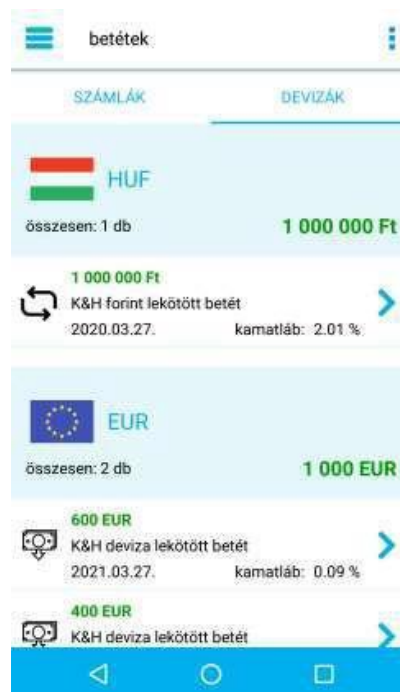 betétek
SZÁMLÁK DEVIZÁK
HUF
összesen: 1 db 1 000 000 Ft
1 000 000 Ft
K&H forint lekötött betét
2020.03.27. kamatláb: 2.01 %
EUR
összesen: 2 db 1 000 EUR
600 EUR
K&H deviza lekötött betét
2021.03.27. kamatláb: 0.09 %
400 EUR
K&H deviza lekötött betét